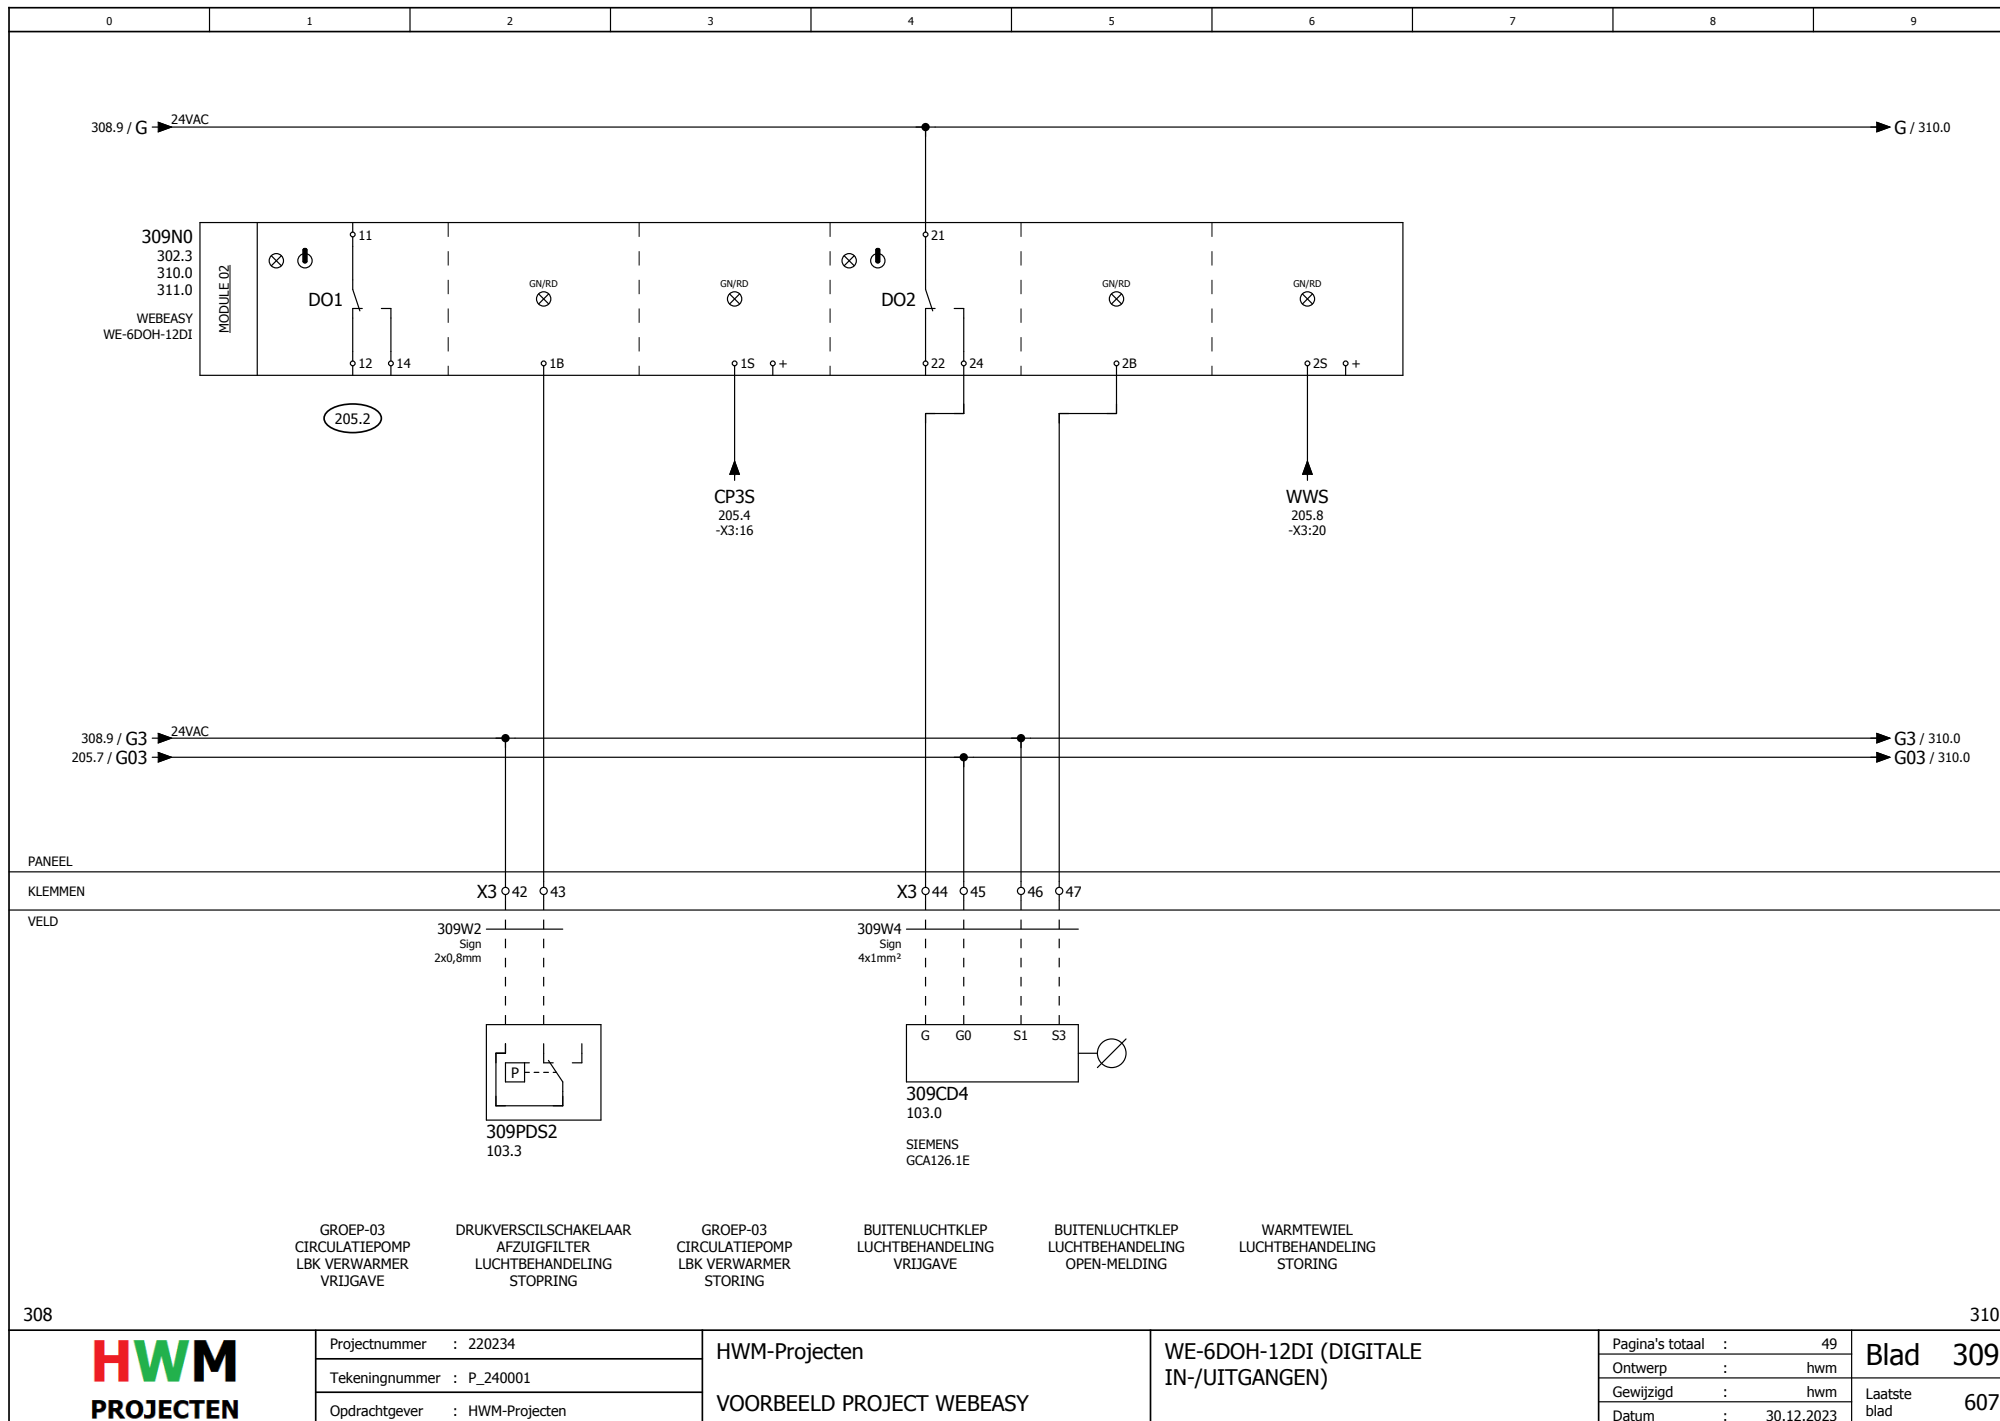 0 1 2 3 4 5 6 7 8 9
308.9 / G 24VAC G / 310.0
309N0
302.3
310.0
311.0
WEBEASY
WE-6DOH-12DI
MODULE 02
11 21
GN/RD GN/RD GN/RD GN/RD
DO1 DO2
12 14 1B 1S + 22 24 2B 2S +
205.2
CP3S
205.4
-X3:16
WWS
205.8
-X3:20
308.9 / G3 24VAC G3 / 310.0
205.7 / G03 G03 / 310.0
PANEEL
KLEMMEN X3 42 43 X3 44 45 46 47
VELD
309W2
Sign
2x0,8mm
309W4
Sign
4x1mm²
P
309PDS2
103.3
G G0 S1 S3
309CD4
103.0
SIEMENS
GCA126.1E
GROEP-03
CIRCULATIEPOMP
LBK VERWARMER
VRIJGAVE
DRUKVERSCILSCHAKELAAR
AFZUIGFILTER
LUCHTBEHANDELING
STOPRING
GROEP-03
CIRCULATIEPOMP
LBK VERWARMER
STORING
BUITENLUCHTKLEP
LUCHTBEHANDELING
VRIJGAVE
BUITENLUCHTKLEP
LUCHTBEHANDELING
OPEN-MELDING
WARMTEWIEL
LUCHTBEHANDELING
STORING
308 310
HWM
PROJECTEN
Projectnummer : 220234
Tekeningnummer : P_240001
Opdrachtgever : HWM-Projecten
HWM-Projecten
VOORBEELD PROJECT WEBEASY
WE-6DOH-12DI (DIGITALE
IN-/UITGANGEN)
Pagina's totaal : 49
Ontwerp : hwm
Gewijzigd : hwm
Datum : 30.12.2023
Blad 309
Laatste
blad 607